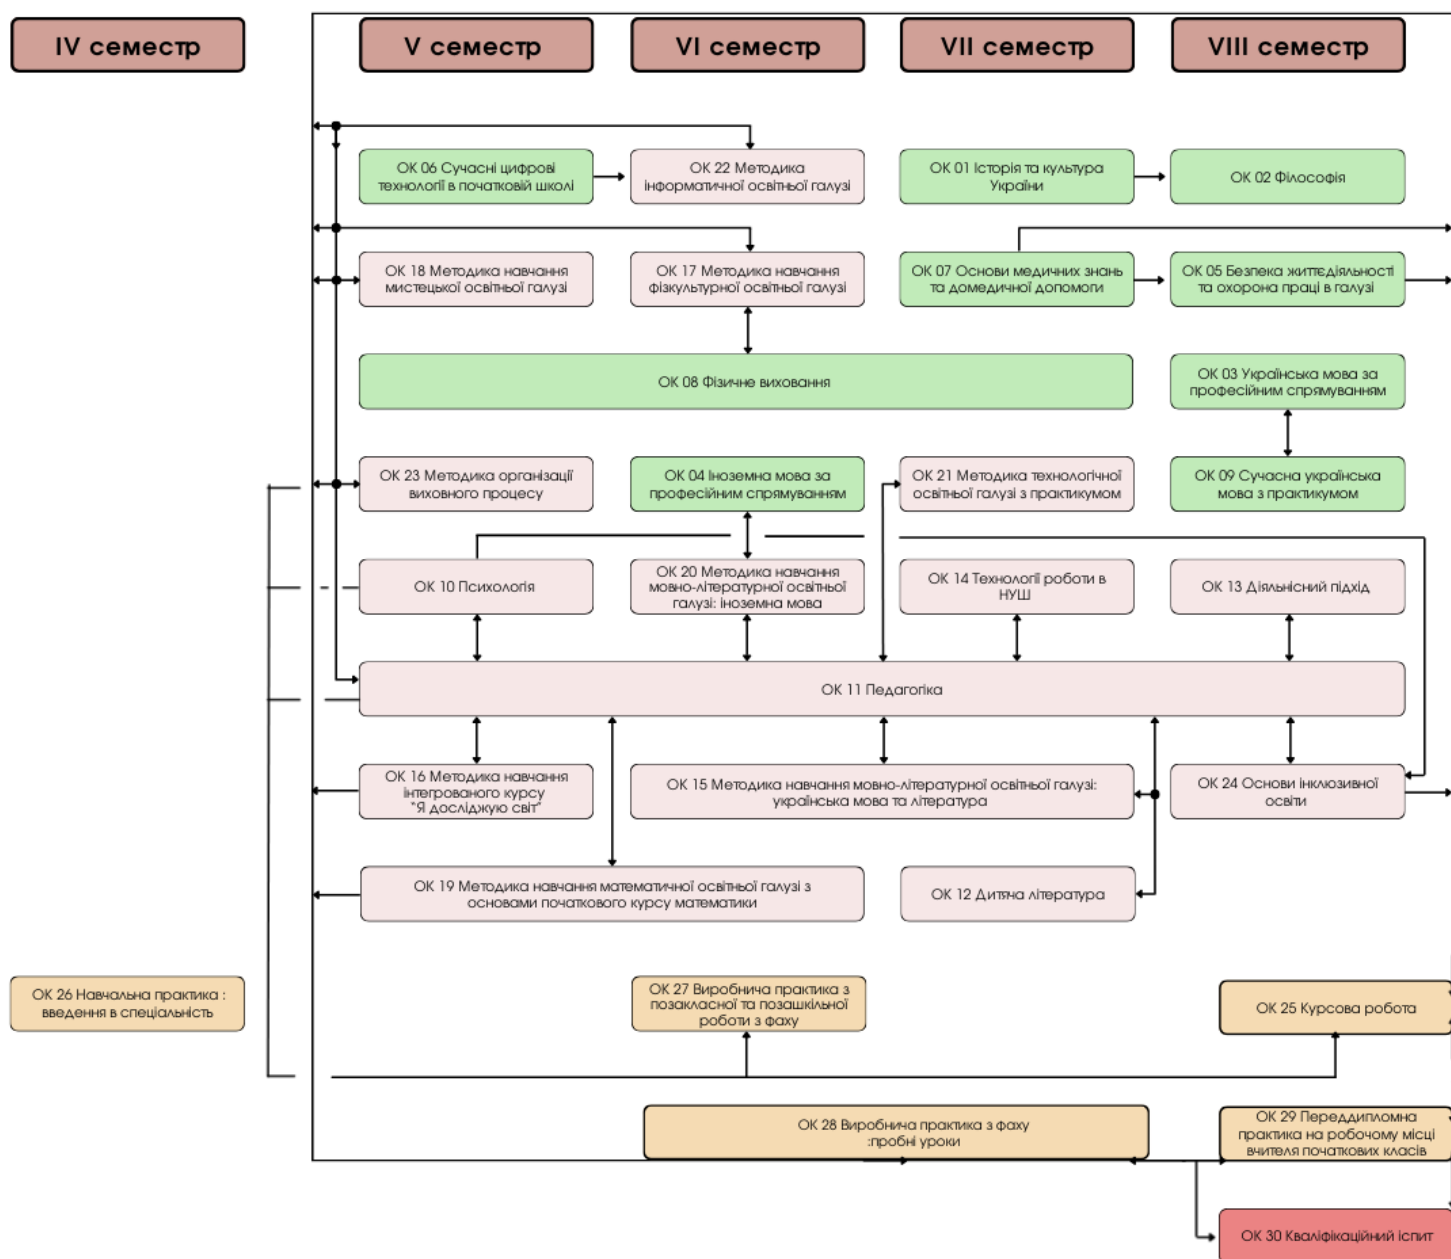 IV семестр
V семестр
VI семестр
VII семестр
VIII семестр
ОК 06 Сучасні цифрові
технології в початковій школі
ОК 22 Методика
інформатичної освітньої галузі
ОК 01 Історія та культура
України
ОК 02 Філософія
ОК 18 Методика навчання
мистецької освітньої галузі
ОК 17 Методика навчання
фізкультурної освітньої галузі
ОК 07 Основи медичних знань
та домедичної допомоги
ОК 05 Безпека життєдіяльності
та охорона праці в галузі
ОК 08 Фізичне виховання
ОК 03 Українська мова за
професійним спрямуванням
ОК 23 Методика організації
виховного процесу
ОК 04 Іноземна мова за
професійним спрямуванням
ОК 21 Методика технологічної
освітньої галузі з практикумом
ОК 09 Сучасна українська
мова з практикумом
ОК 10 Психологія
ОК 20 Методика навчання
мовно-літературної освітньої
галузі: іноземна мова
ОК 14 Технології роботи в
НУШ
ОК 13 Діяльнісний підхід
ОК 11 Педагогіка
ОК 16 Методика навчання
інтегрованого курсу
"Я досліджую світ"
ОК 15 Методика навчання мовно-літературної освітньої галузі:
українська мова та література
ОК 24 Основи інклюзивної
освіти
ОК 19 Методика навчання математичної освітньої галузі з
основами початкового курсу математики
ОК 12 Дитяча література
ОК 26 Навчальна практика :
введення в спеціальність
ОК 27 Виробнича практика з
позакласної та позашкільної
роботи з фаху
ОК 25 Курсова робота
ОК 28 Виробнича практика з фаху
:пробні уроки
ОК 29 Переддипломна
практика на робочому місці
вчителя початкових класів
ОК 30 Кваліфікаційний іспит